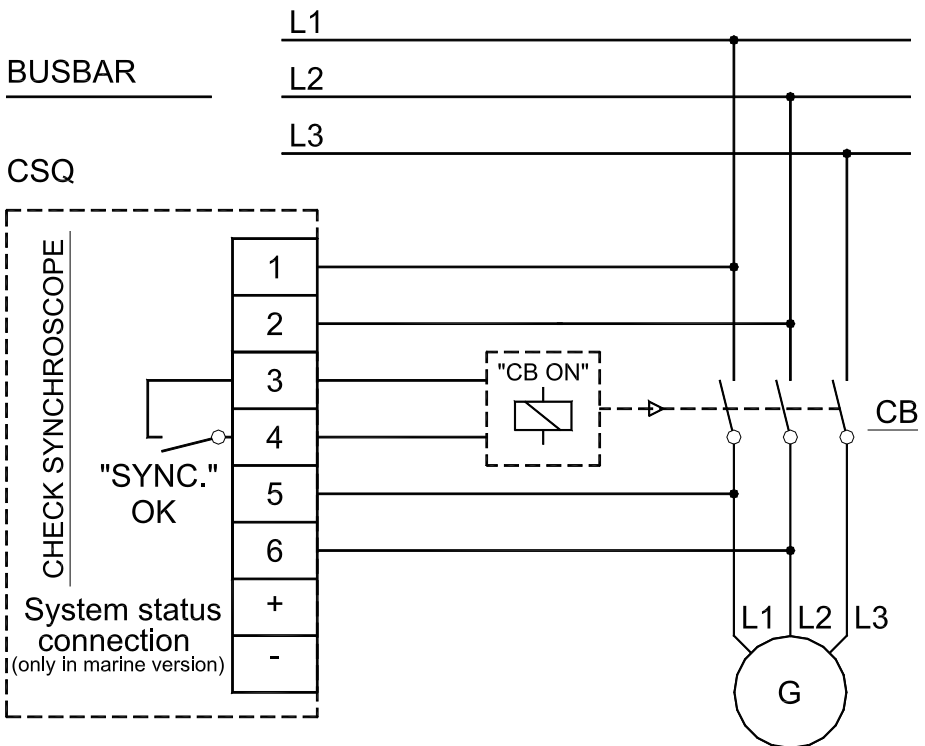 L1
BUSBAR
L2
L3
CSQ
CHECK SYNCHROSCOPE
1
2
3
"CB ON"
4
CB
"SYNC."
OK
5
6
System status
connection
(only in marine version)
+
-
L1
L2
L3
G